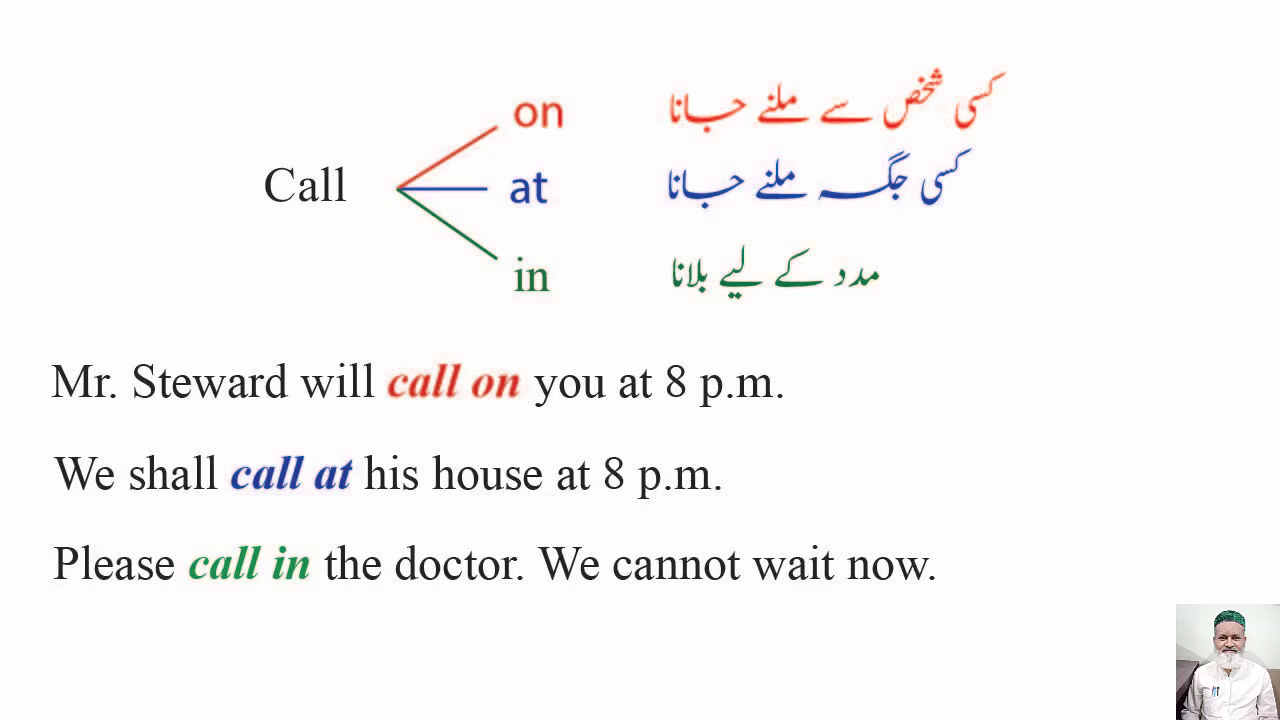 on کسی شخص سے ملنے جانا
Call at کسی جگہ ملنے جانا
in مدد کے لیے بلانا
Mr. Steward will call on you at 8 p.m.
We shall call at his house at 8 p.m.
Please call in the doctor. We cannot wait now.